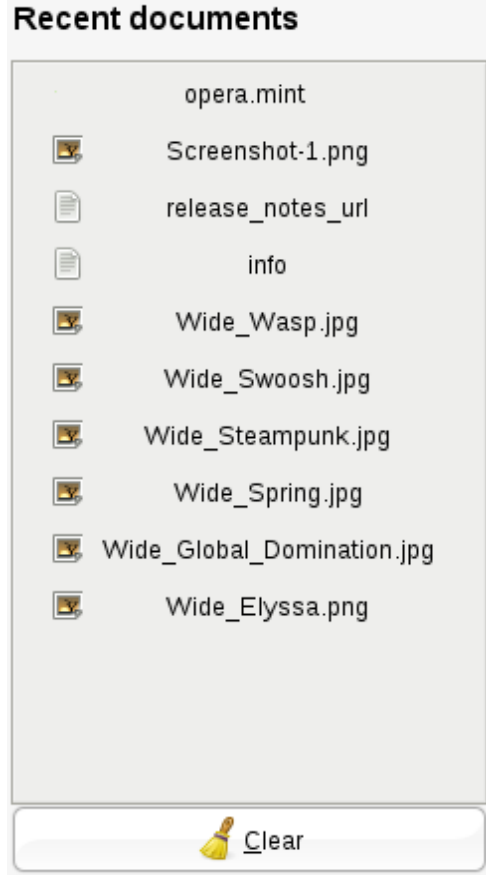 Recent documents
opera.mint
Screenshot-1.png
release_notes_url
info
Wide_Wasp.jpg
Wide_Swoosh.jpg
Wide_Steampunk.jpg
Wide_Spring.jpg
Wide_Global_Domination.jpg
Wide_Elyssa.png
Clear